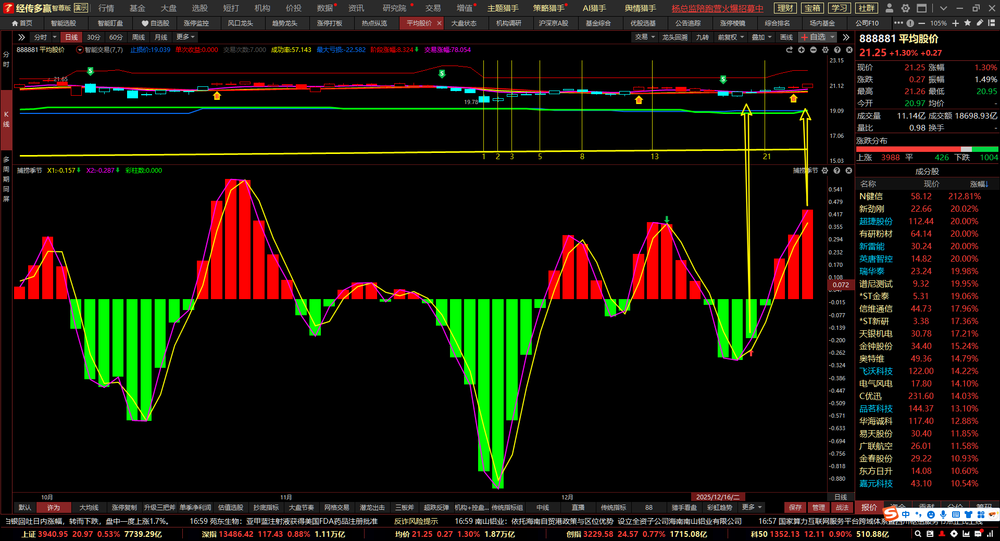 经传多赢 智尊版 演示 行情 基金 大盘 选股 短打 机构 价投 数据 资讯 研究院 交易 增值 主题猎手 策略猎手 AI猎手 舆情猎手 杨总监陪跑营火爆招募中 理财 宝箱 学习 社群
首页 智能选股 智能盯盘 自选股 涨停监控 风口龙头 趋势龙头 涨停打板 热点纵览 平均股价 大盘状态 机构调研 沪深京A股 基金综合 优股选基 公告追踪 涨停棱镜 综合排名 场内基金 公司F10 105%
分时 日线 30分 60分 周线 月线 更多 交易 龙头回溯 九转 前复权 叠加 画线 自选
888881 平均股价
21.25 +1.30% +0.27
888881 平均股价 智能交易(7,7) 止损价:19.039 单次收益:0.000 交易次数:7.000 成功率:57.143 最大亏损:-22.582 阶段涨幅:8.324 交易涨幅:78.054
分时
K线
多周期同屏
23.15
21.12
19.09
17.06
15.03
S S S
21.65
B B B
19.78
1 2 3 5 8 13 21
捕捞季节 X1:-0.157 X2:-0.287 彩柱数:0.000 捕捞季节
0.541
0.479
0.417
0.355
0.294
0.232
0.170
0.108
0.072
-0.015
-0.077
-0.139
-0.200
-0.262
-0.324
-0.386
-0.447
-0.509
-0.571
-0.633
-0.694
-0.756
-0.818
-0.880
10月 11月 12月 2025/12/16/二 日线
现价 21.25 涨幅 1.30%
涨跌 0.27 振幅 1.49%
最高 21.26 最低 20.95
今开 20.97 均价 -
成交量 11.14亿 成交额 18698.93亿
量比 0.98 换手 -
涨跌分布
上涨 3988 平 426 下跌 1004
成分股
名称 现价 涨幅↓
N健信 58.12 212.81%
新劲刚 22.66 20.02%
超捷股份 112.44 20.00%
有研粉材 64.14 20.00%
新雷能 30.24 20.00%
英唐智控 14.82 20.00%
瑞华泰 23.24 19.98%
谱尼测试 9.32 19.95%
*ST金泰 5.31 19.06%
信维通信 44.73 17.96%
*ST新研 3.38 17.36%
天银机电 30.78 17.21%
金钟股份 34.40 15.24%
奥特维 49.36 14.79%
飞沃科技 122.00 14.22%
电气风电 17.80 14.10%
C优迅 231.60 14.03%
品茗科技 144.37 13.10%
华海诚科 117.40 12.88%
易天股份 30.40 11.85%
广联航空 26.01 11.58%
金春股份 29.22 10.93%
东方日升 14.08 10.60%
嘉元科技 43.10 10.54%
默认 许为 大均线 涨停复制 升级三把斧 单季净利润 估值选股 抄底指标 大盘节奏 网格交易 潜龙出击 三板斧 超跌反弹 机构+控盘... 传统指标组 中线 直播 传统指标 88 猎手看盘 彩虹趋势 更多 保存 管理 战法 报价
中
白银回吐日内涨幅，转而下跌，盘中一度上涨1.7%。 16:59 苑东生物：亚甲蓝注射液获得美国FDA药品注册批准 反诈风险提示 16:59 南山铝业：依托海南自贸港政策与区位优势 设立全资子公司海南南山铝业有限公司 16:57 国家算力互联网服务平台跨域体系
上证 3940.95 20.97 0.53% 7739.29亿 深指 13486.42 117.43 0.88% 1.11万亿 均价 21.25 0.27 1.30% 1.87万亿 创指 3229.58 24.57 0.77% 1715.08亿 科50 1352.13 12.11 0.90% 510.88亿